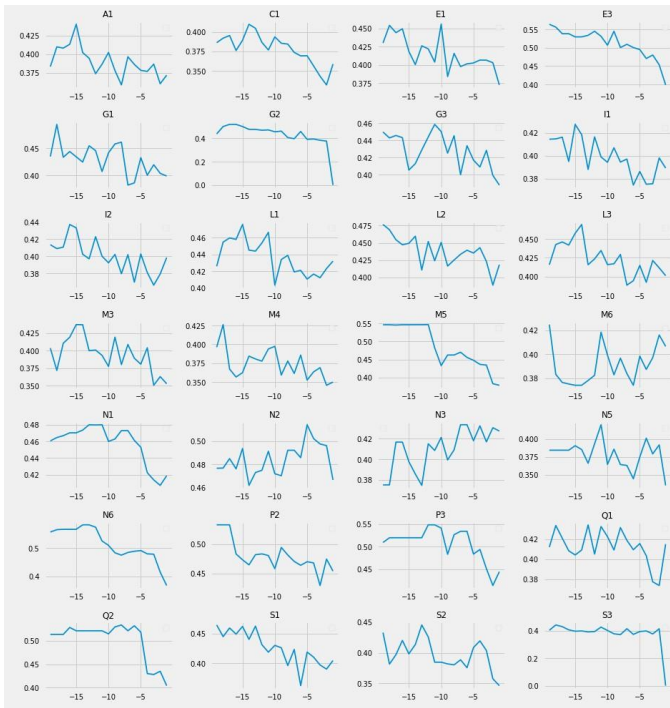 A1 C1 E1 E3
0.425 0.400 0.375 0.400 0.350 0.450 0.425 0.400 0.375 0.55 0.50 0.45 0.40
−15 −10 −5 −15 −10 −5 −15 −10 −5 −15 −10 −5
G1 G2 G3 I1
0.45 0.40 0.4 0.2 0.0 0.44 0.42 0.40 0.42 0.40 0.38
−15 −10 −5 −15 −10 −5 −15 −10 −5 −15 −10 −5
I2 L1 L2 L3
0.44 0.42 0.40 0.38 0.46 0.44 0.42 0.40 0.475 0.450 0.425 0.400 0.450 0.425 0.400
−15 −10 −5 −15 −10 −5 −15 −10 −5 −15 −10 −5
M3 M4 M5 M6
0.425 0.400 0.375 0.350 0.425 0.400 0.375 0.350 0.55 0.50 0.45 0.40 0.42 0.40 0.38
−15 −10 −5 −15 −10 −5 −15 −10 −5 −15 −10 −5
N1 N2 N3 N5
0.48 0.46 0.44 0.42 0.50 0.48 0.46 0.42 0.40 0.38 0.400 0.375 0.350
−15 −10 −5 −15 −10 −5 −15 −10 −5 −15 −10 −5
N6 P2 P3 Q1
0.5 0.4 0.50 0.45 0.55 0.50 0.45 0.42 0.40 0.38
−15 −10 −5 −15 −10 −5 −15 −10 −5 −15 −10 −5
Q2 S1 S2 S3
0.50 0.45 0.40 0.45 0.40 0.45 0.40 0.35 0.4 0.2 0.0
−15 −10 −5 −15 −10 −5 −15 −10 −5 −15 −10 −5